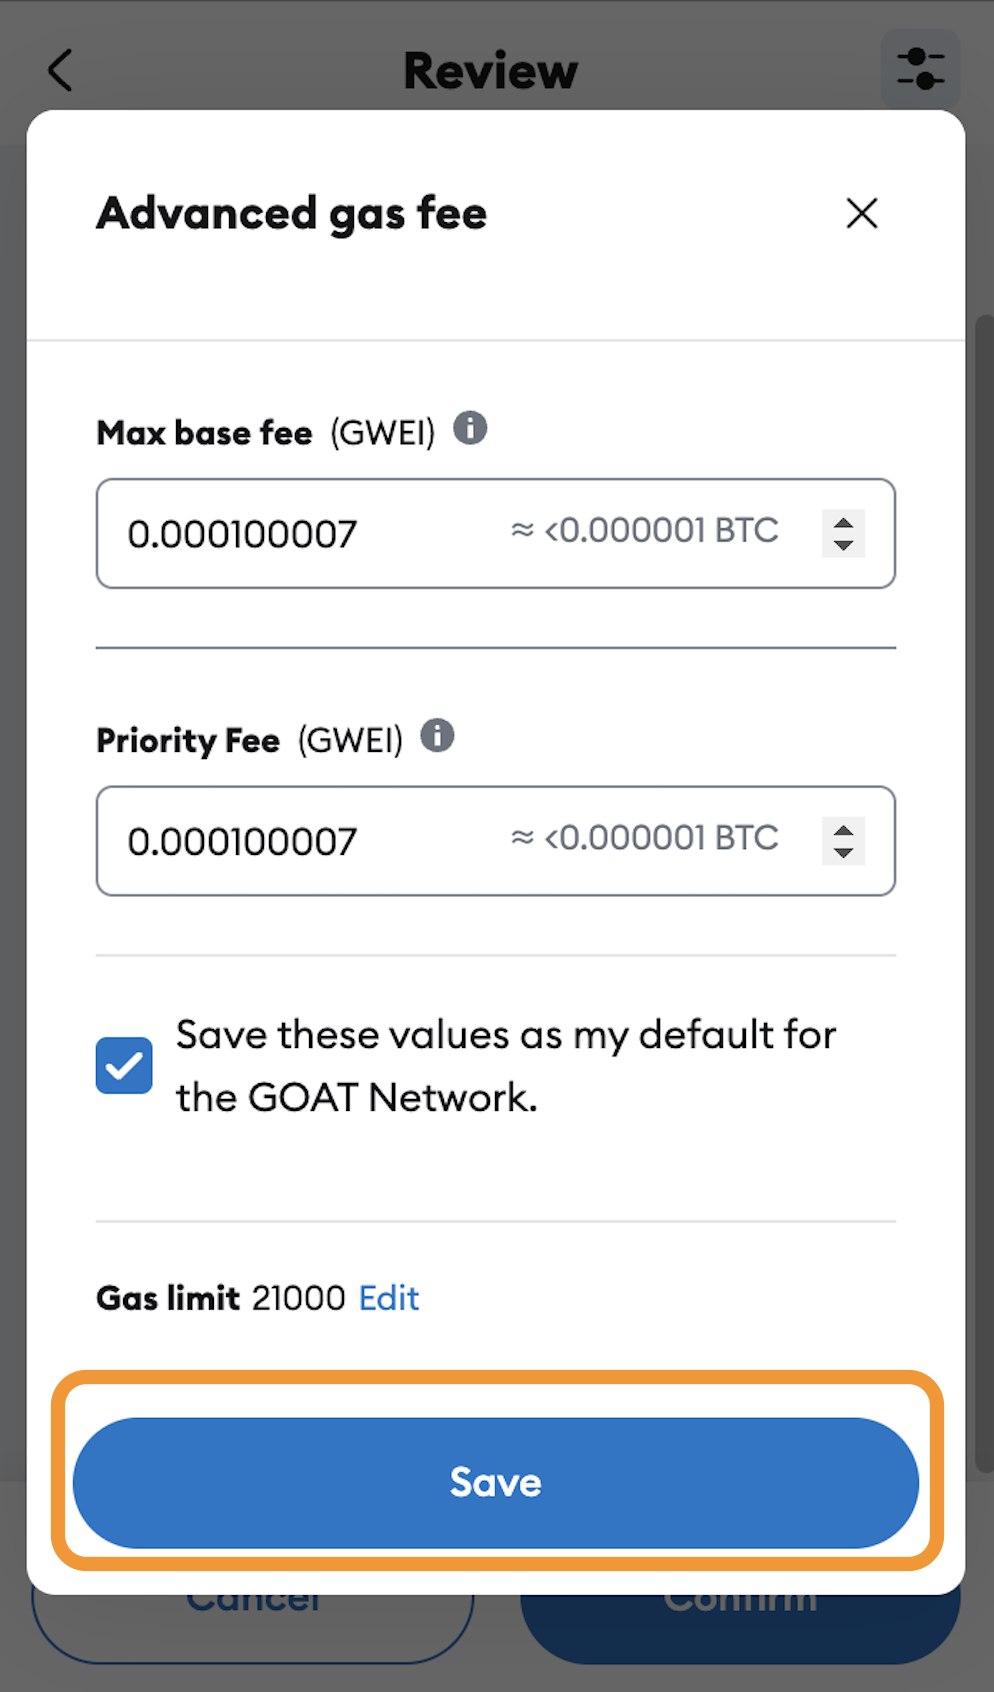 Review
Advanced gas fee
Max base fee (GWEI)
0.000100007 ≈ <0.000001 BTC
Priority Fee (GWEI)
0.000100007 ≈ <0.000001 BTC
Save these values as my default for
the GOAT Network.
Gas limit 21000 Edit
Save
Cancel Confirm